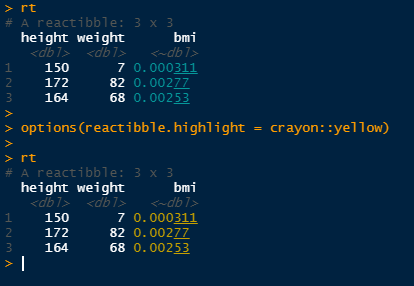 > rt
# A reactibble: 3 x 3
  height weight      bmi
   <dbl>  <dbl>   <~dbl>
1    150      7 0.000311
2    172     82 0.00277
3    164     68 0.00253
>
> options(reactibble.highlight = crayon::yellow)
>
> rt
# A reactibble: 3 x 3
  height weight      bmi
   <dbl>  <dbl>   <~dbl>
1    150      7 0.000311
2    172     82 0.00277
3    164     68 0.00253
>